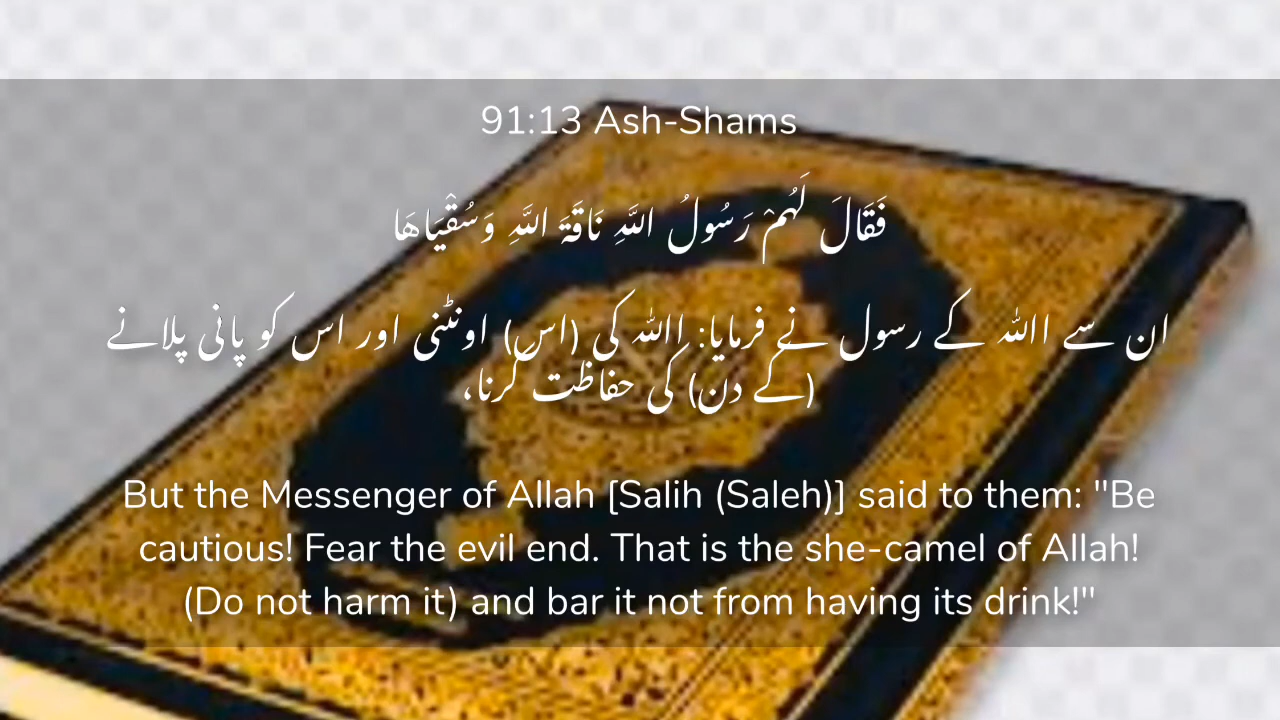 91:13 Ash-Shams
فَقَالَ لَهُمْ رَسُولُ اللَّهِ نَاقَةَ اللَّهِ وَسُقْيَاهَا
ان سے االله کے رسول نے فرمایا: االله کی (اس) اونٹنی اور اس کو پانی پلانے
(کے دن) کی حفاظت کرنا،
But the Messenger of Allah [Salih (Saleh)] said to them: "Be
cautious! Fear the evil end. That is the she-camel of Allah!
(Do not harm it) and bar it not from having its drink!"